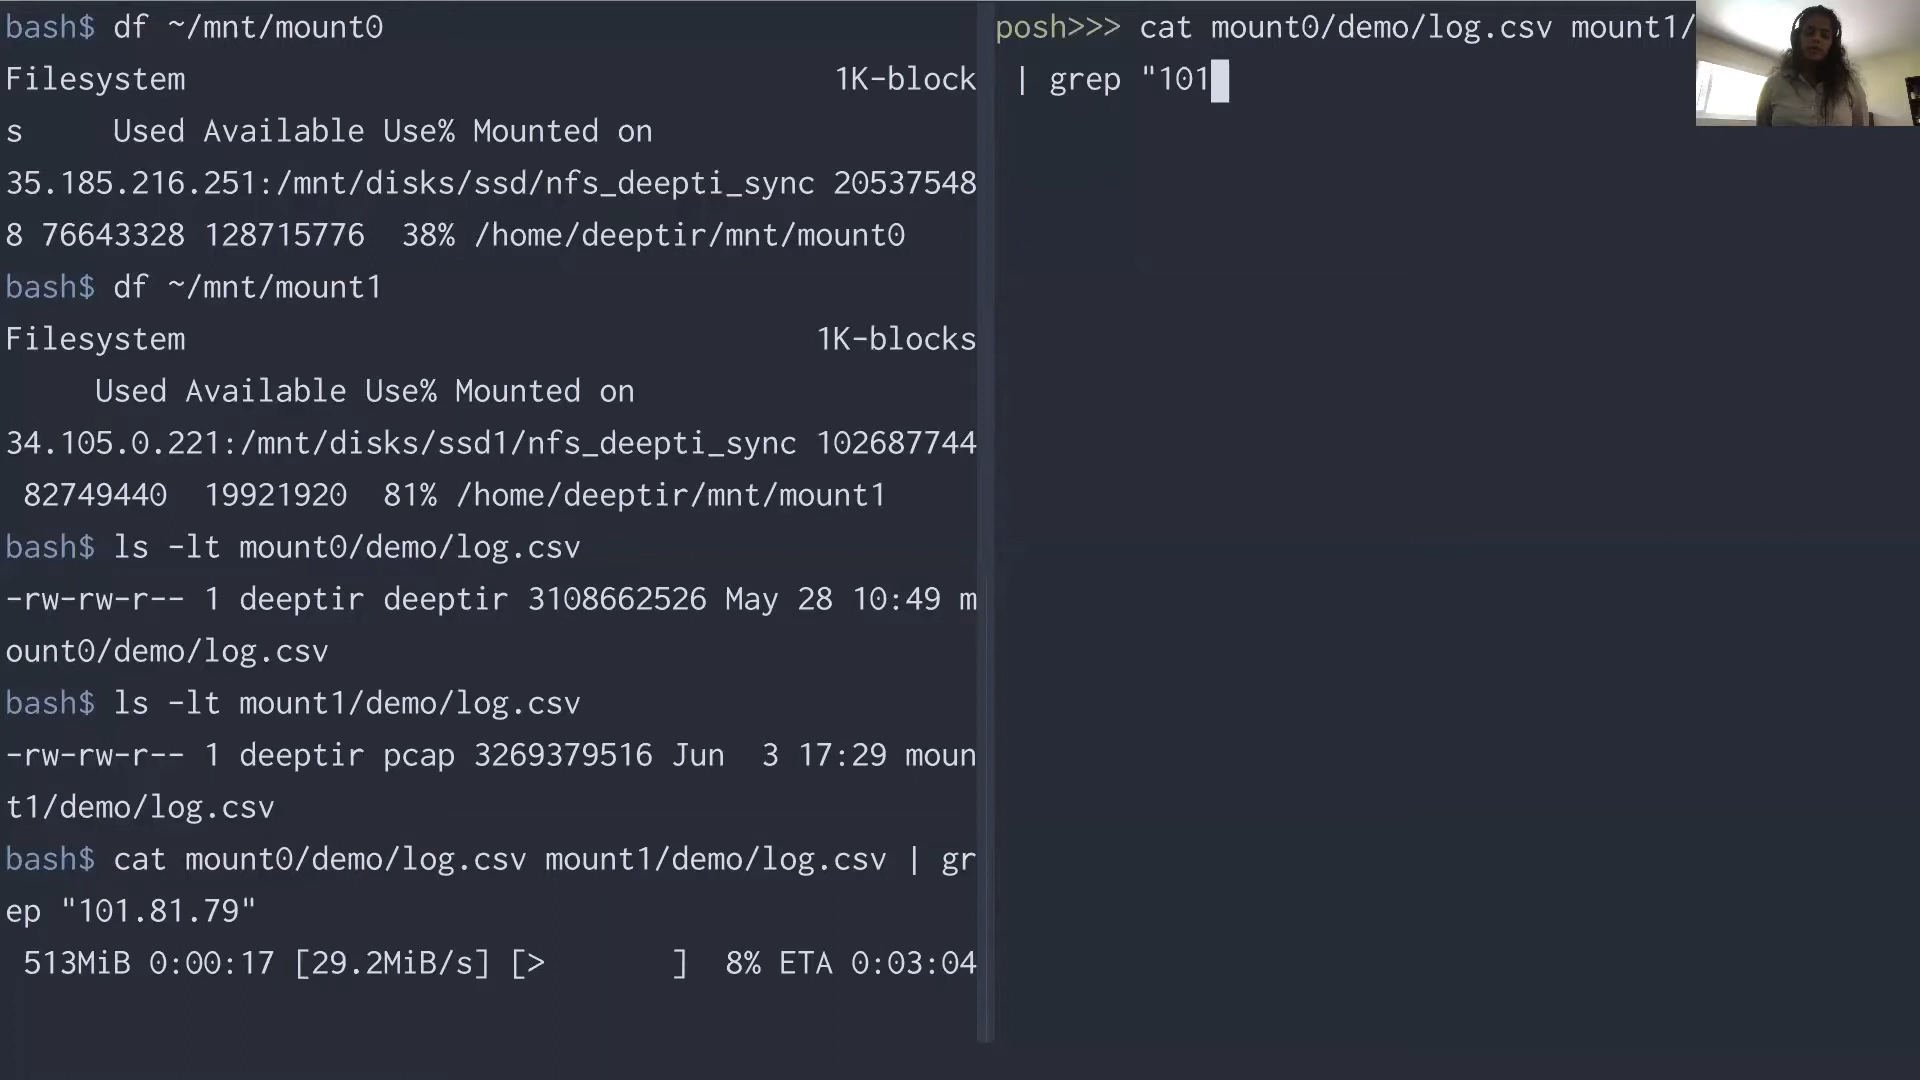 bash$ df ~/mnt/mount0
Filesystem 1K-block
s Used Available Use% Mounted on
35.185.216.251:/mnt/disks/ssd/nfs_deepti_sync 20537548
8 76643328 128715776 38% /home/deeptir/mnt/mount0
bash$ df ~/mnt/mount1
Filesystem 1K-blocks
Used Available Use% Mounted on
34.105.0.221:/mnt/disks/ssd1/nfs_deepti_sync 102687744
82749440 19921920 81% /home/deeptir/mnt/mount1
bash$ ls -lt mount0/demo/log.csv
-rw-rw-r-- 1 deeptir deeptir 3108662526 May 28 10:49 m
ount0/demo/log.csv
bash$ ls -lt mount1/demo/log.csv
-rw-rw-r-- 1 deeptir pcap 3269379516 Jun 3 17:29 moun
t1/demo/log.csv
bash$ cat mount0/demo/log.csv mount1/demo/log.csv | gr
ep "101.81.79"
513MiB 0:00:17 [29.2MiB/s] [> ] 8% ETA 0:03:04
posh>>> cat mount0/demo/log.csv mount1/
| grep "101